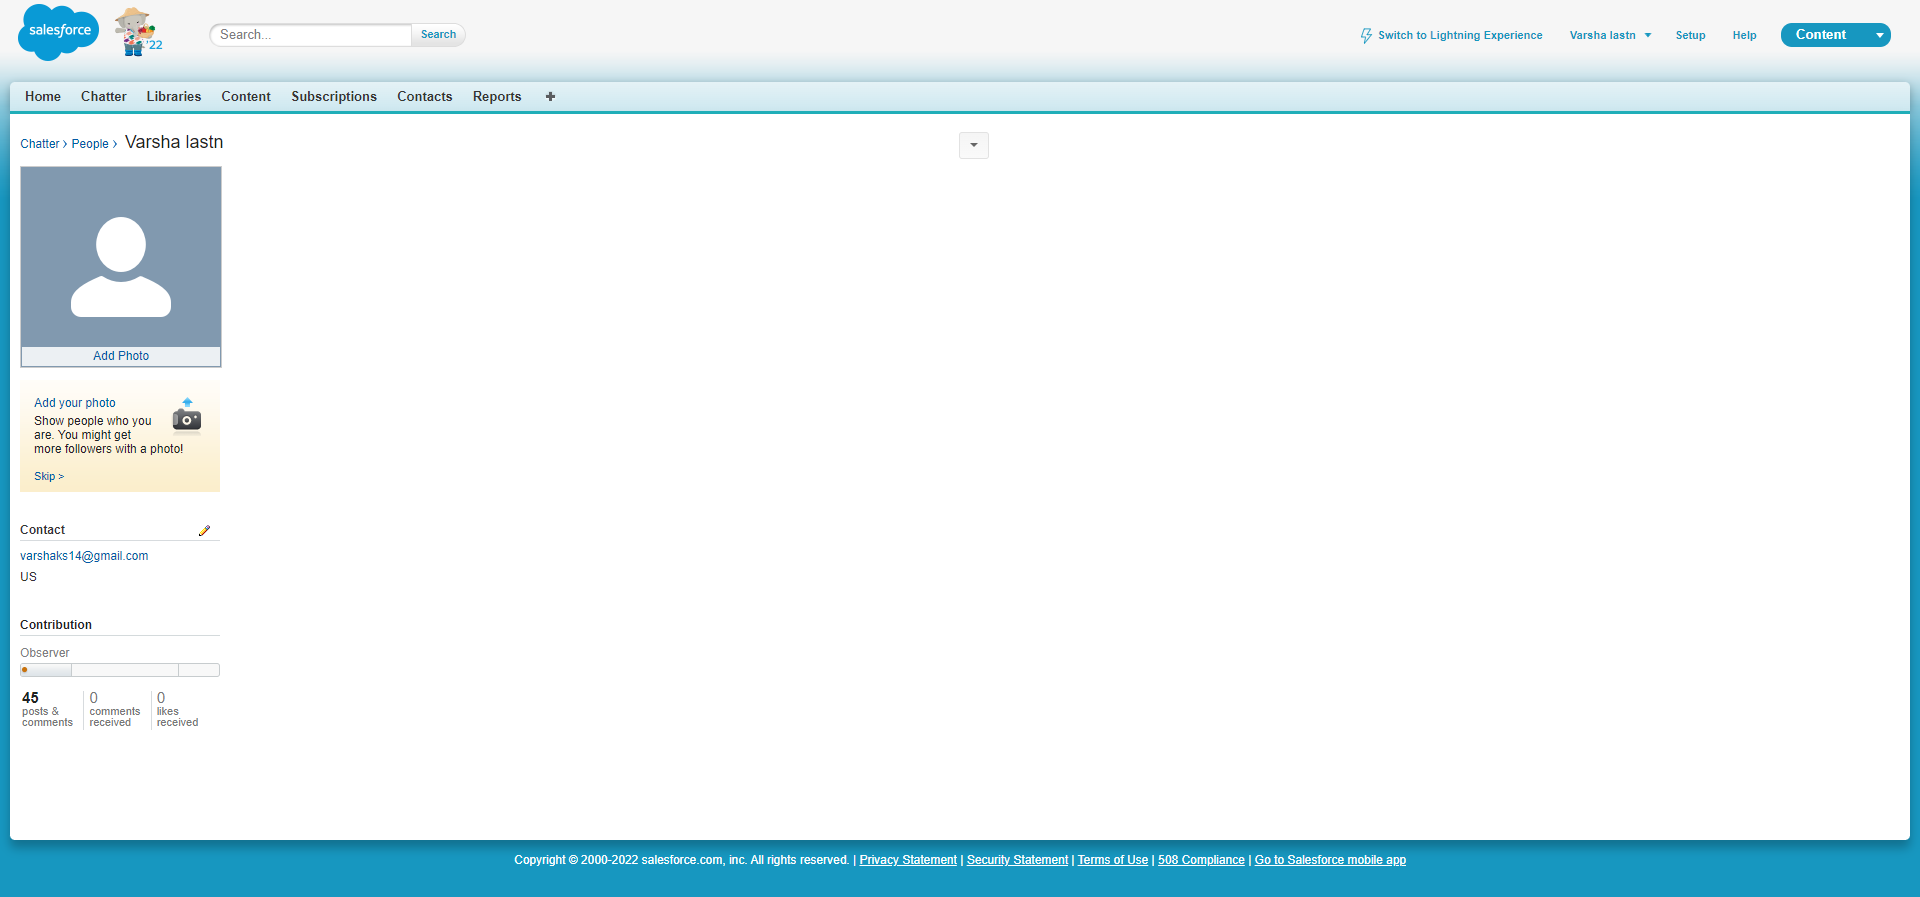 salesforce
'22
Search...
Search
Switch to Lightning Experience
Varsha lastn
Setup
Help
Content
Home
Chatter
Libraries
Content
Subscriptions
Contacts
Reports
Chatter › People › Varsha lastn
Add Photo
Add your photo
Show people who you
are. You might get
more followers with a photo!
Skip >
Contact
varshaks14@gmail.com
US
Contribution
Observer
45
posts &
comments
0
comments
received
0
likes
received
Copyright © 2000-2022 salesforce.com, inc. All rights reserved. | Privacy Statement | Security Statement | Terms of Use | 508 Compliance | Go to Salesforce mobile app